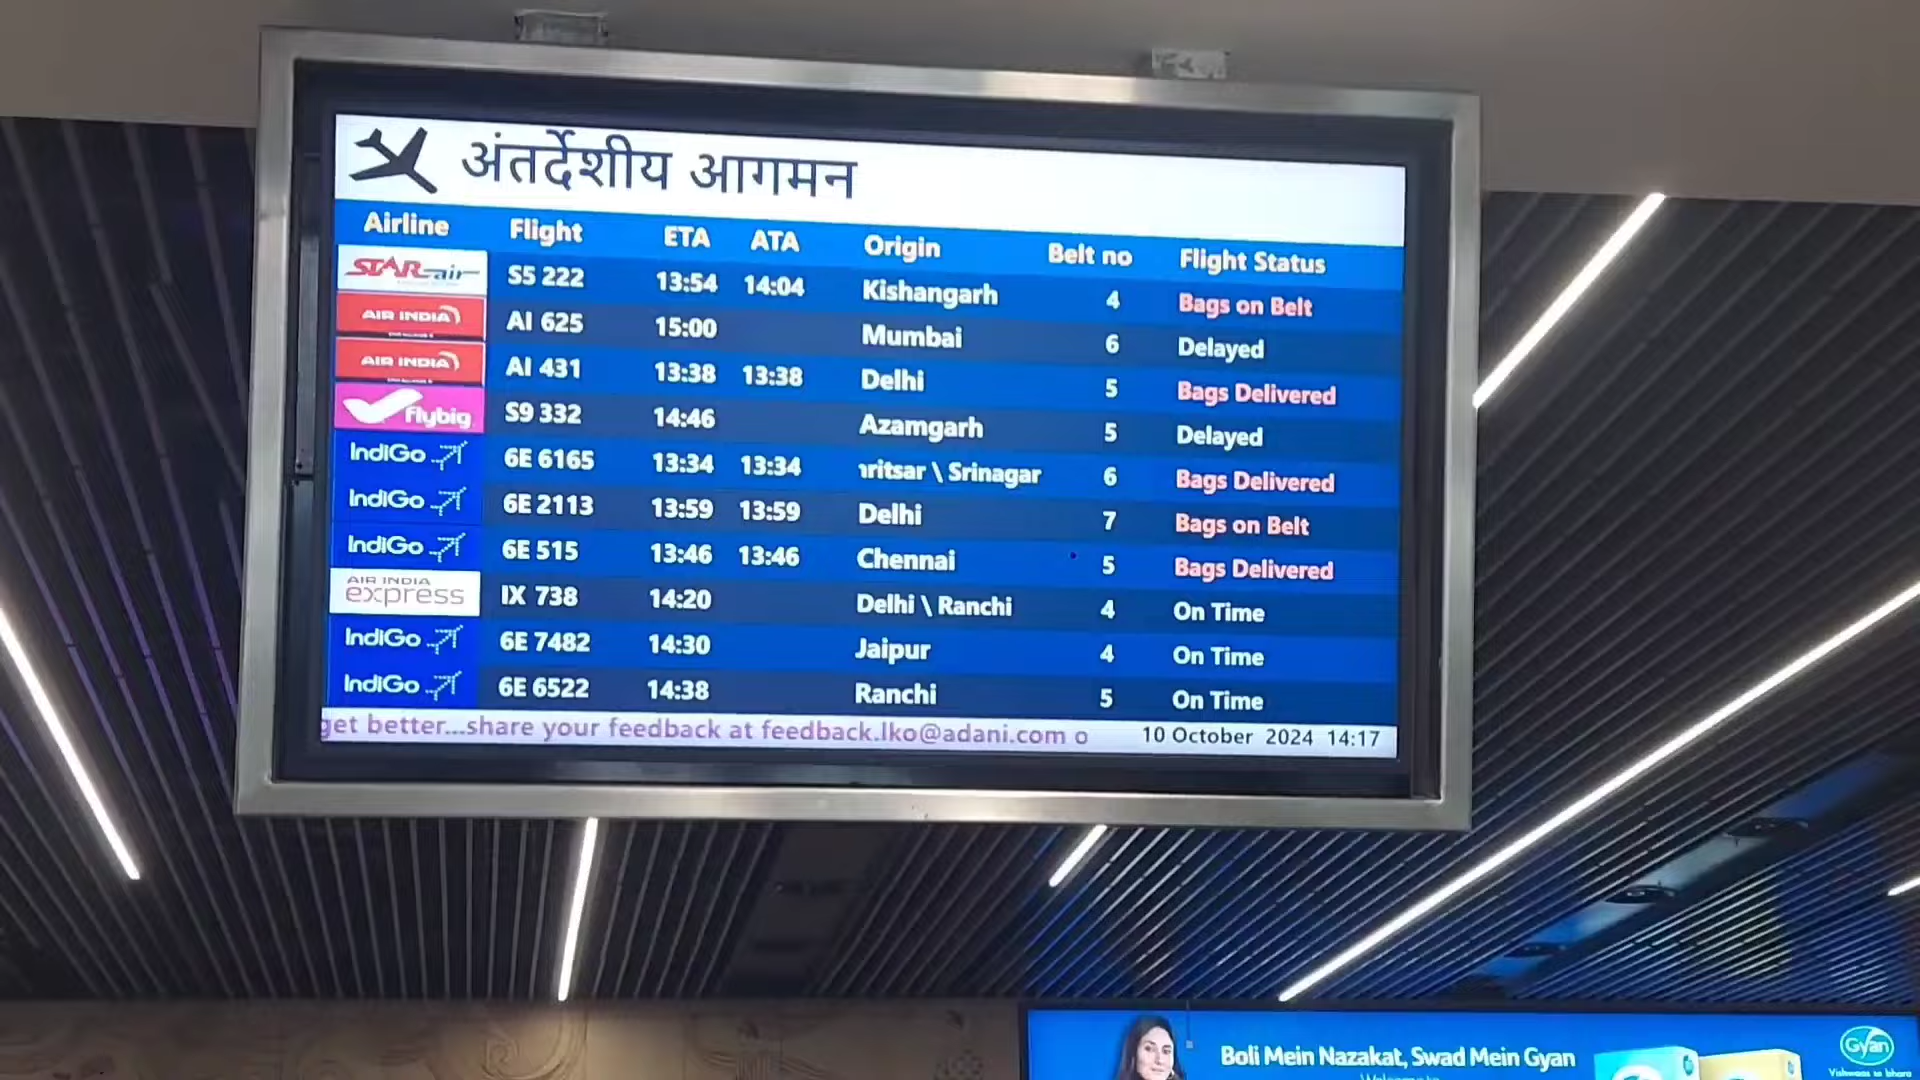 अंतर्देशीय आगमन
Airline Flight ETA ATA Origin Belt no Flight Status
STAR air S5 222 13:54 14:04 Kishangarh 4 Bags on Belt
AIR INDIA AI 625 15:00 Mumbai 6 Delayed
AIR INDIA AI 431 13:38 13:38 Delhi 5 Bags Delivered
flybig S9 332 14:46 Azamgarh 5 Delayed
IndiGo 6E 6165 13:34 13:34 ritsar \ Srinagar 6 Bags Delivered
IndiGo 6E 2113 13:59 13:59 Delhi 7 Bags on Belt
IndiGo 6E 515 13:46 13:46 Chennai 5 Bags Delivered
AIR INDIA express IX 738 14:20 Delhi \ Ranchi 4 On Time
IndiGo 6E 7482 14:30 Jaipur 4 On Time
IndiGo 6E 6522 14:38 Ranchi 5 On Time
get better...share your feedback at feedback.lko@adani.com o 10 October 2024 14:17
Boli Mein Nazakat, Swad Mein Gyan
Gyan